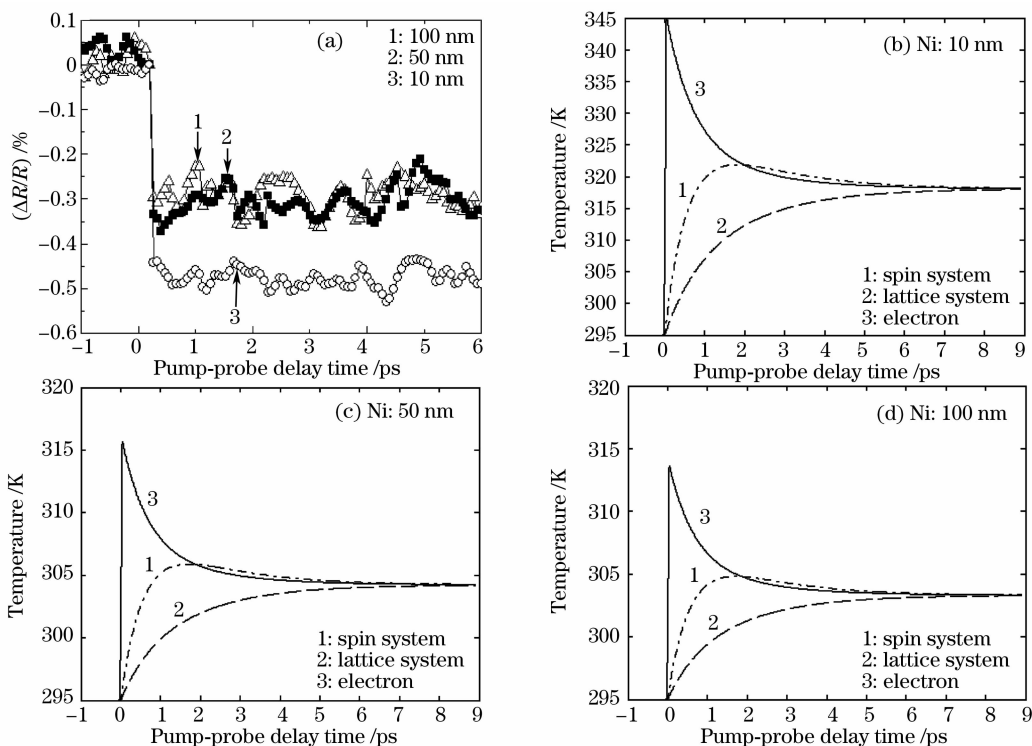 0.1
0
−0.1
−0.2
−0.3
−0.4
−0.5
−0.6
(ΔR/R) /%
(a)
1: 100 nm
2: 50 nm
3: 10 nm
1
2
3
−1 0 1 2 3 4 5 6
Pump-probe delay time /ps
345
335
325
320
315
310
305
300
295
Temperature /K
(b) Ni: 10 nm
3
1
2
1: spin system
2: lattice system
3: electron
−1 0 1 2 3 4 5 6 7 8 9
Pump-probe delay time /ps
320
315
310
305
300
295
Temperature /K
(c) Ni: 50 nm
3
1
2
1: spin system
2: lattice system
3: electron
−1 0 1 2 3 4 5 6 7 8 9
Pump-probe delay time /ps
320
315
310
305
300
295
Temperature /K
(d) Ni: 100 nm
3
1
2
1: spin system
2: lattice system
3: electron
−1 0 1 2 3 4 5 6 7 8 9
Pump-probe delay time /ps